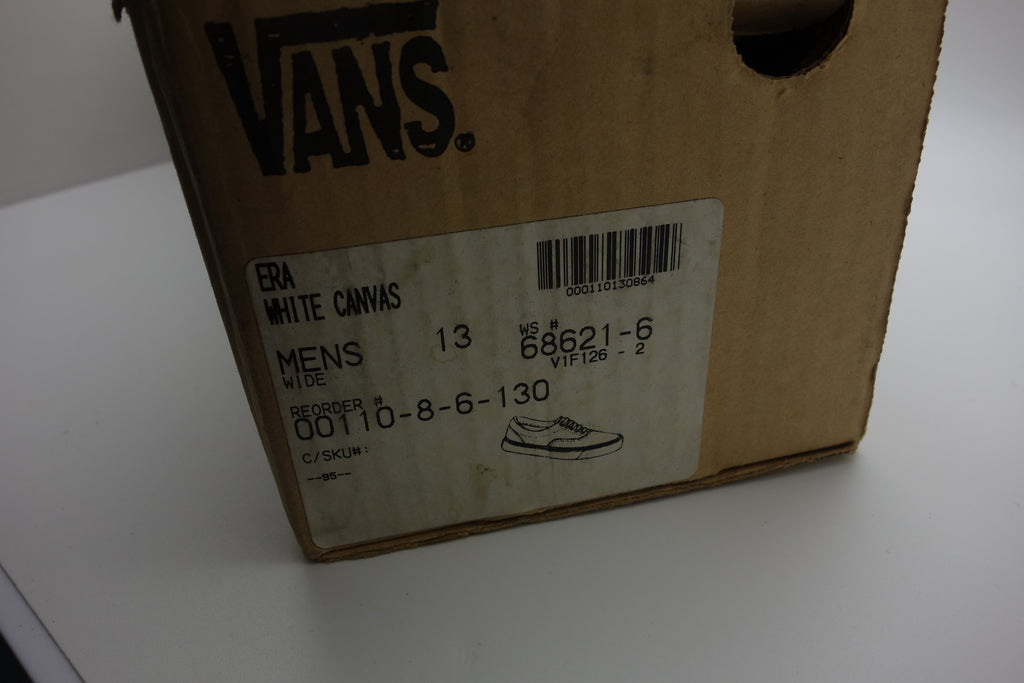 VANS®
ERA
WHITE CANVAS
000110130864
MENS 13 WS # 68621-6
WIDE V1F126 - 2
REORDER #
00110-8-6-130
C/SKU#:
--95--